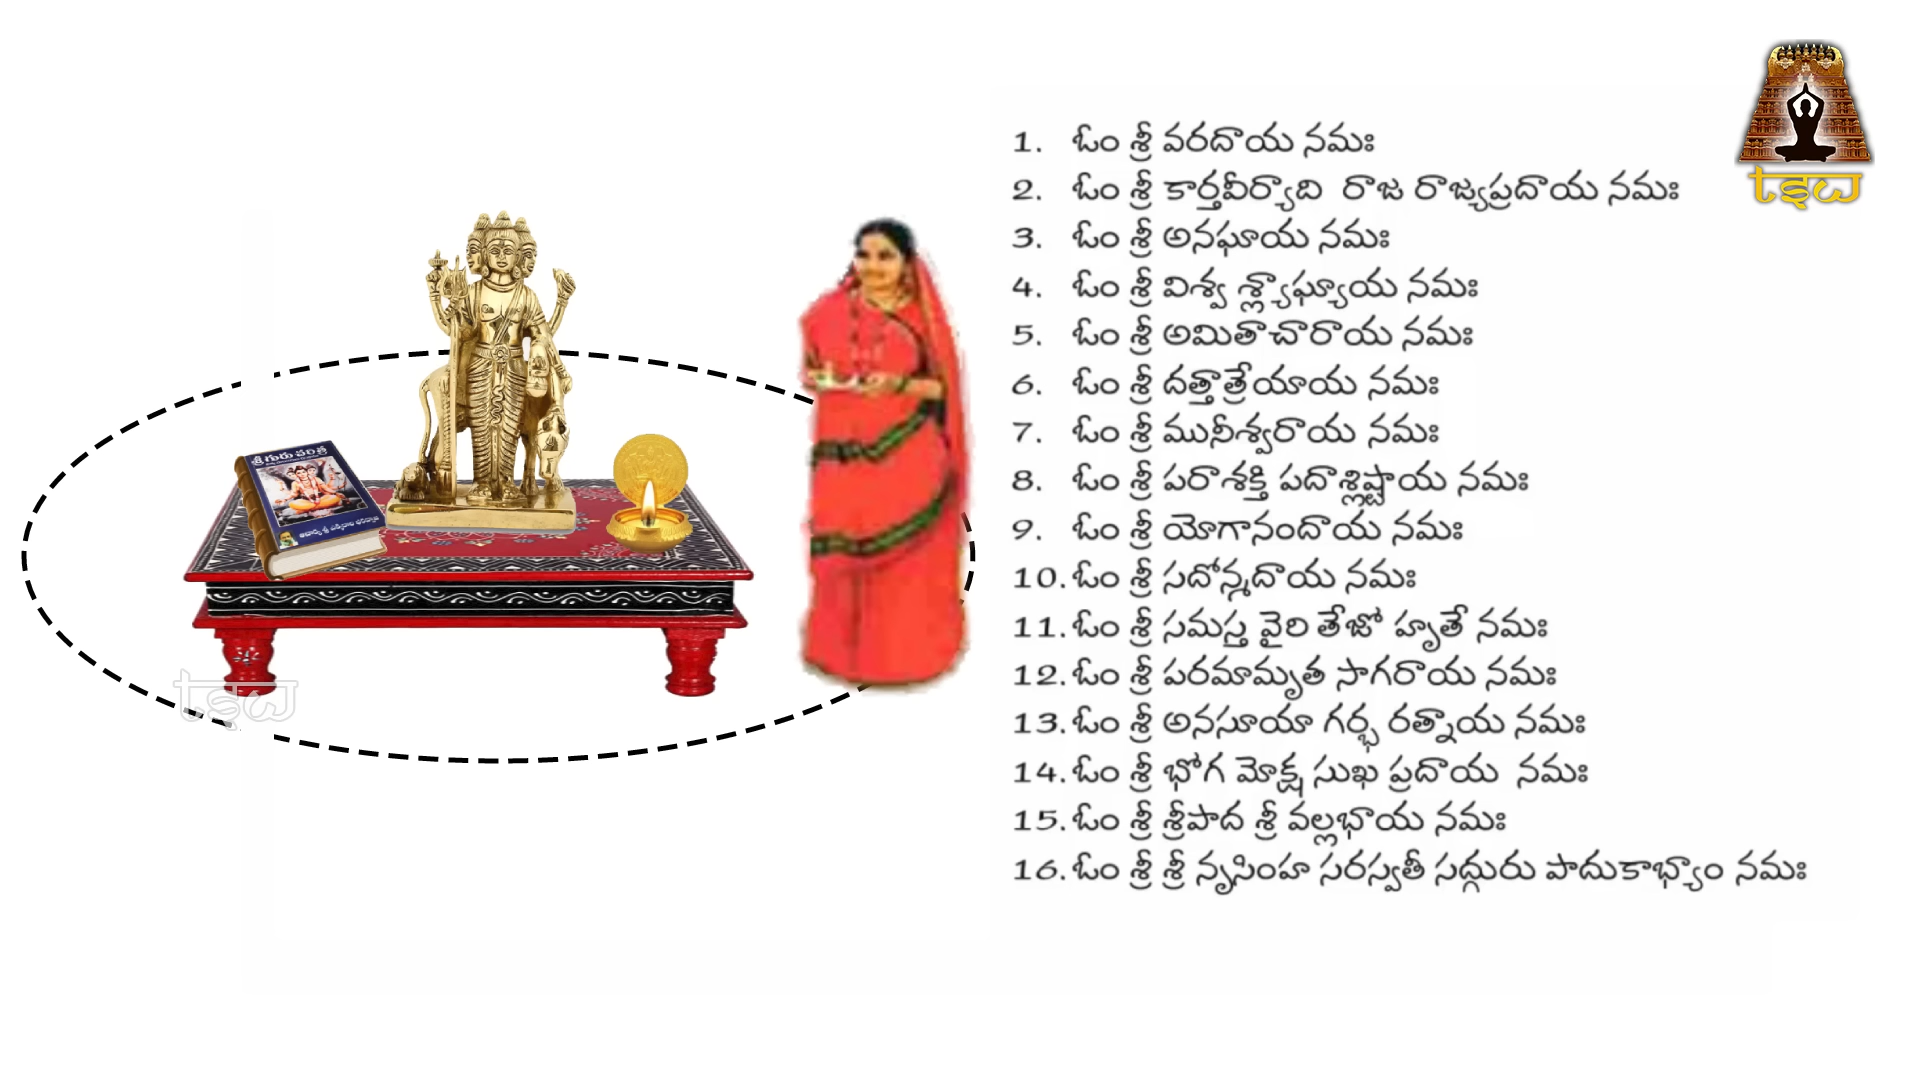 1. ఓం శ్రీ వరదాయ నమః
2. ఓం శ్రీ కార్తవీర్యాది రాజ రాజ్యప్రదాయ నమః
3. ఓం శ్రీ అనఘాయ నమః
4. ఓం శ్రీ విశ్వ శ్లాఘ్యాయ నమః
5. ఓం శ్రీ అమితాచారాయ నమః
6. ఓం శ్రీ దత్తాత్రేయాయ నమః
7. ఓం శ్రీ మునీశ్వరాయ నమః
8. ఓం శ్రీ పరాశక్తి పదాశ్లిష్టాయ నమః
9. ఓం శ్రీ యోగానందాయ నమః
10. ఓం శ్రీ సదోన్మదాయ నమః
11. ఓం శ్రీ సమస్త వైరి తేజో హృతే నమః
12. ఓం శ్రీ పరమామృత సాగరాయ నమః
13. ఓం శ్రీ అనసూయా గర్భ రత్నాయ నమః
14. ఓం శ్రీ భోగ మోక్ష సుఖ ప్రదాయ నమః
15. ఓం శ్రీ శ్రీపాద శ్రీ వల్లభాయ నమః
16. ఓం శ్రీ శ్రీ నృసింహ సరస్వతీ సద్గురు పాదుకాభ్యాం నమః
శ్రీ గురు చరిత్ర